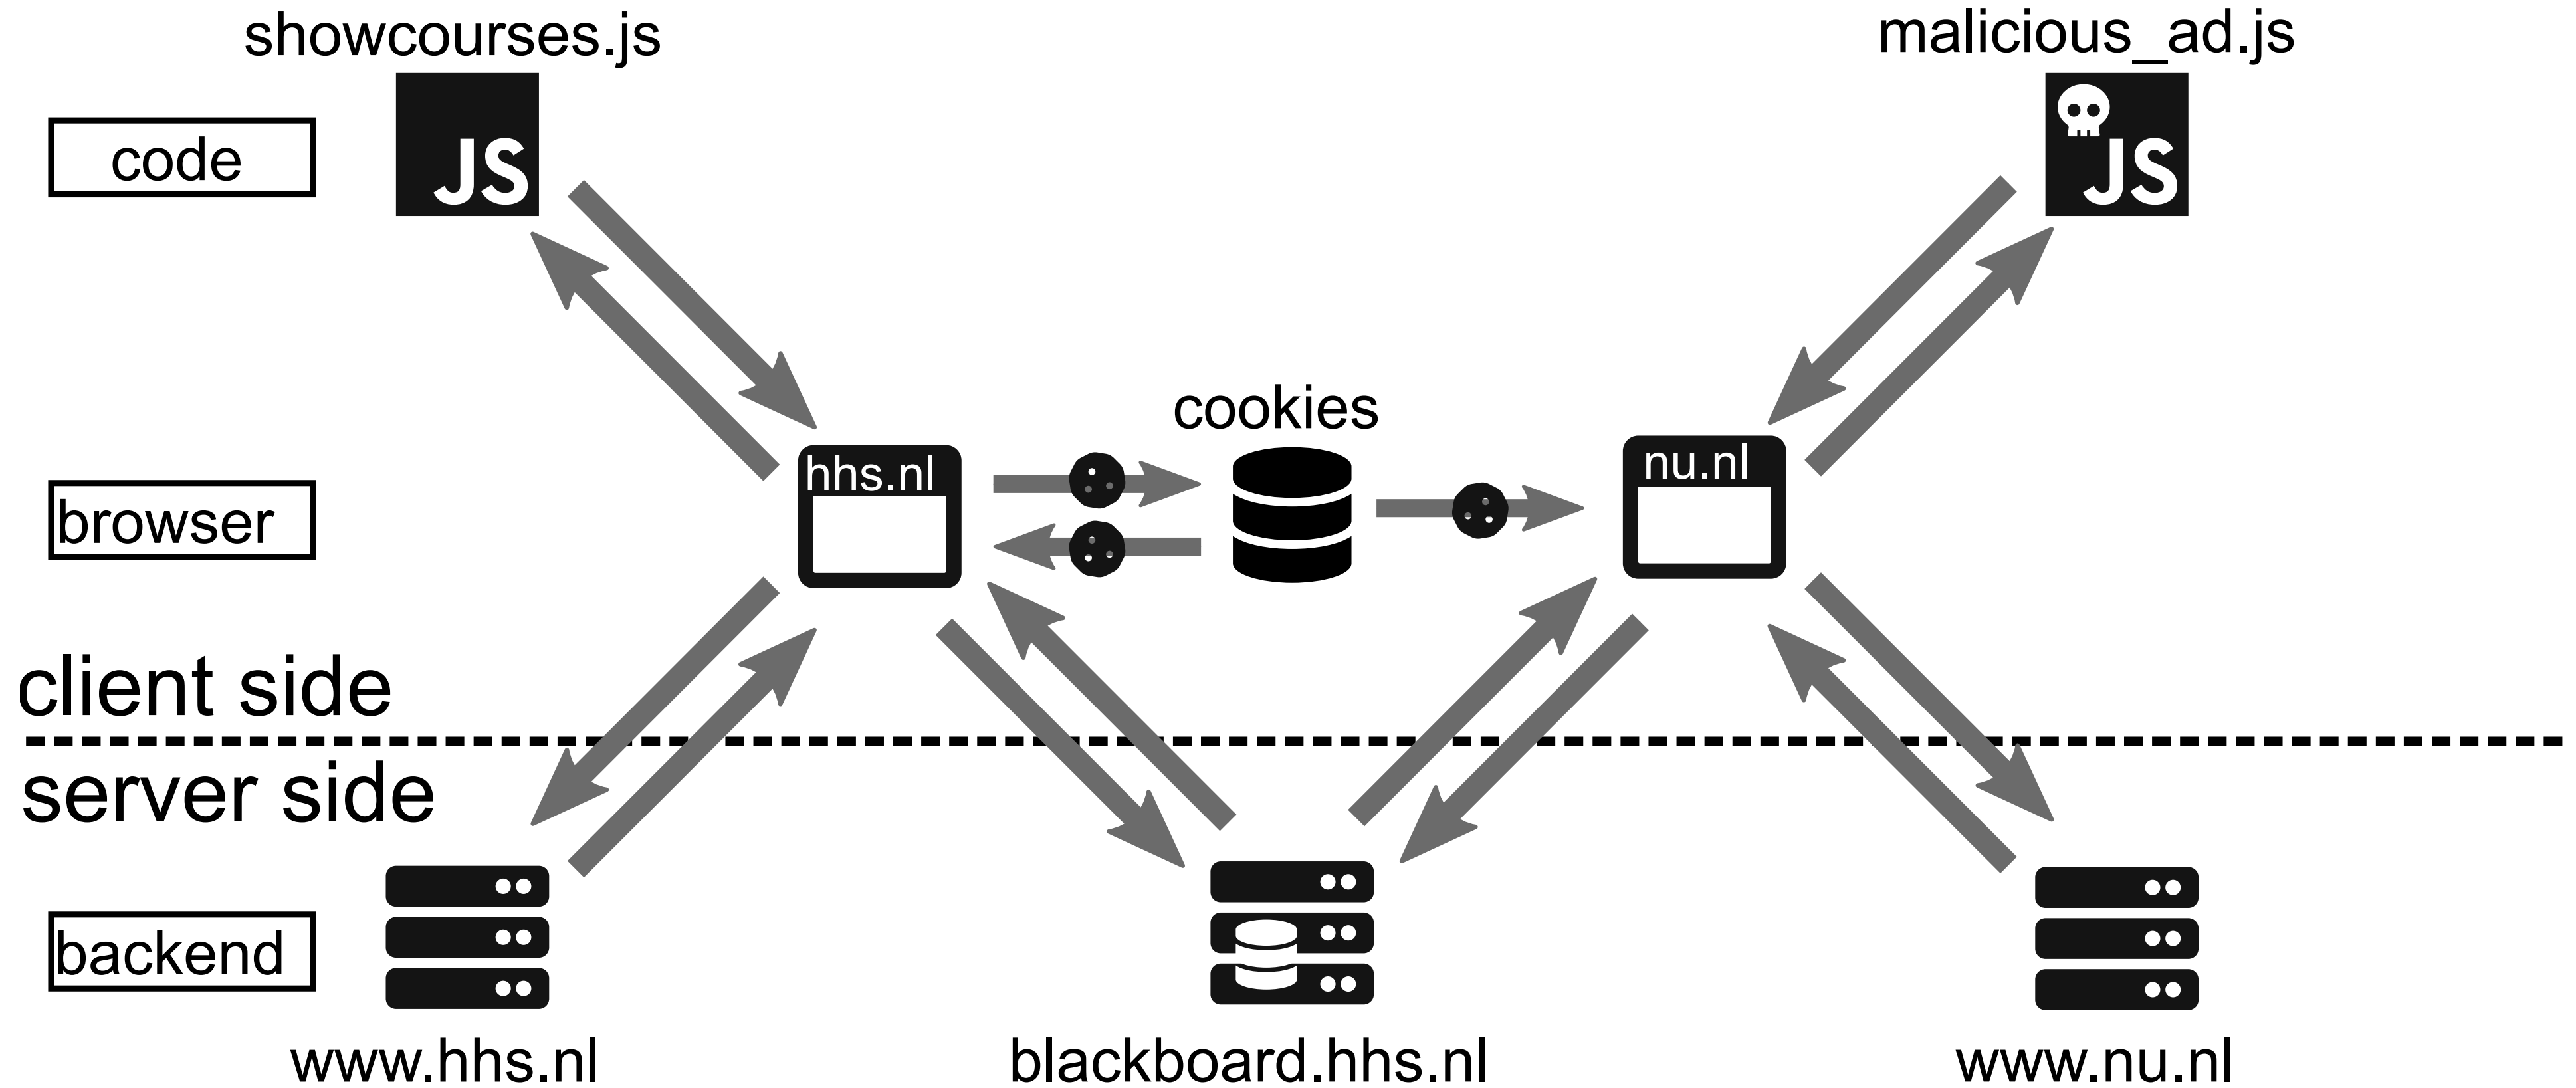 showcourses.js
malicious_ad.js
code
JS
JS
cookies
hhs.nl
nu.nl
browser
client side
server side
backend
www.hhs.nl
blackboard.hhs.nl
www.nu.nl